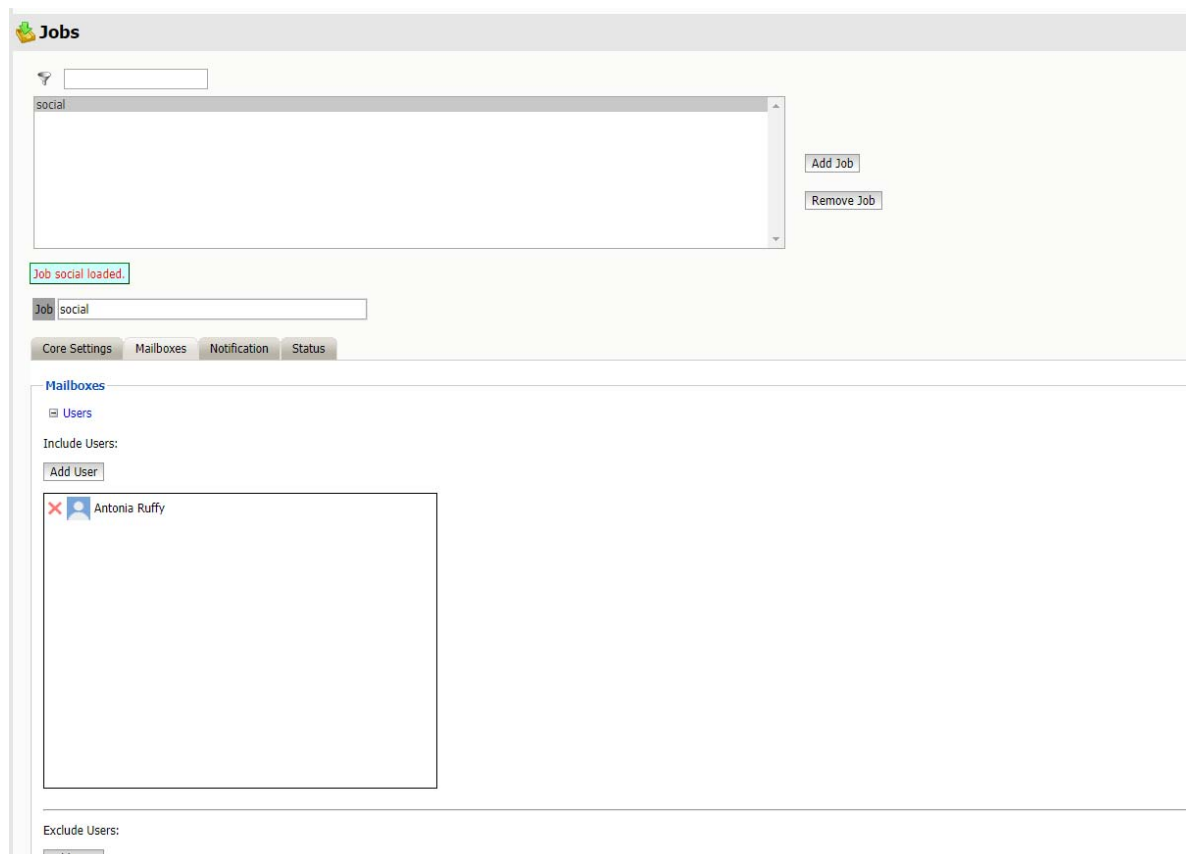 Jobs
social
Add Job
Remove Job
Job social loaded.
Job social
Core Settings Mailboxes Notification Status
Mailboxes
Users
Include Users:
Add User
Antonia Ruffy
Exclude Users: